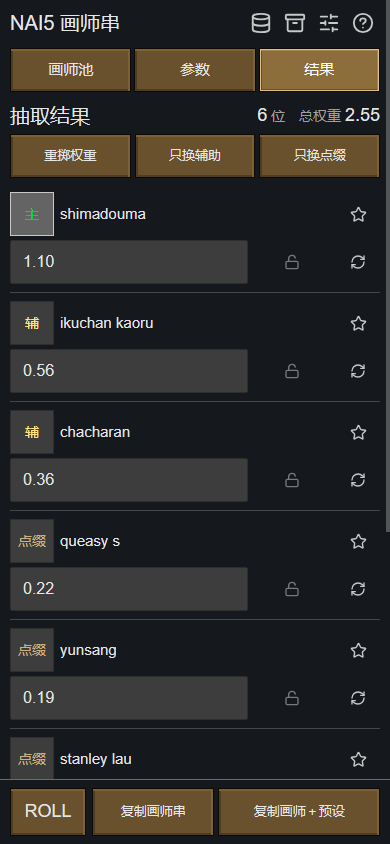 NAI5 画师串
画师池 参数 结果
抽取结果 6 位 总权重 2.55
重掷权重 只换辅助 只换点缀
主 shimadouma
1.10
辅 ikuchan kaoru
0.56
辅 chacharan
0.36
点缀 queasy s
0.22
点缀 yunsang
0.19
点缀 stanley lau
ROLL 复制画师串 复制画师 + 预设